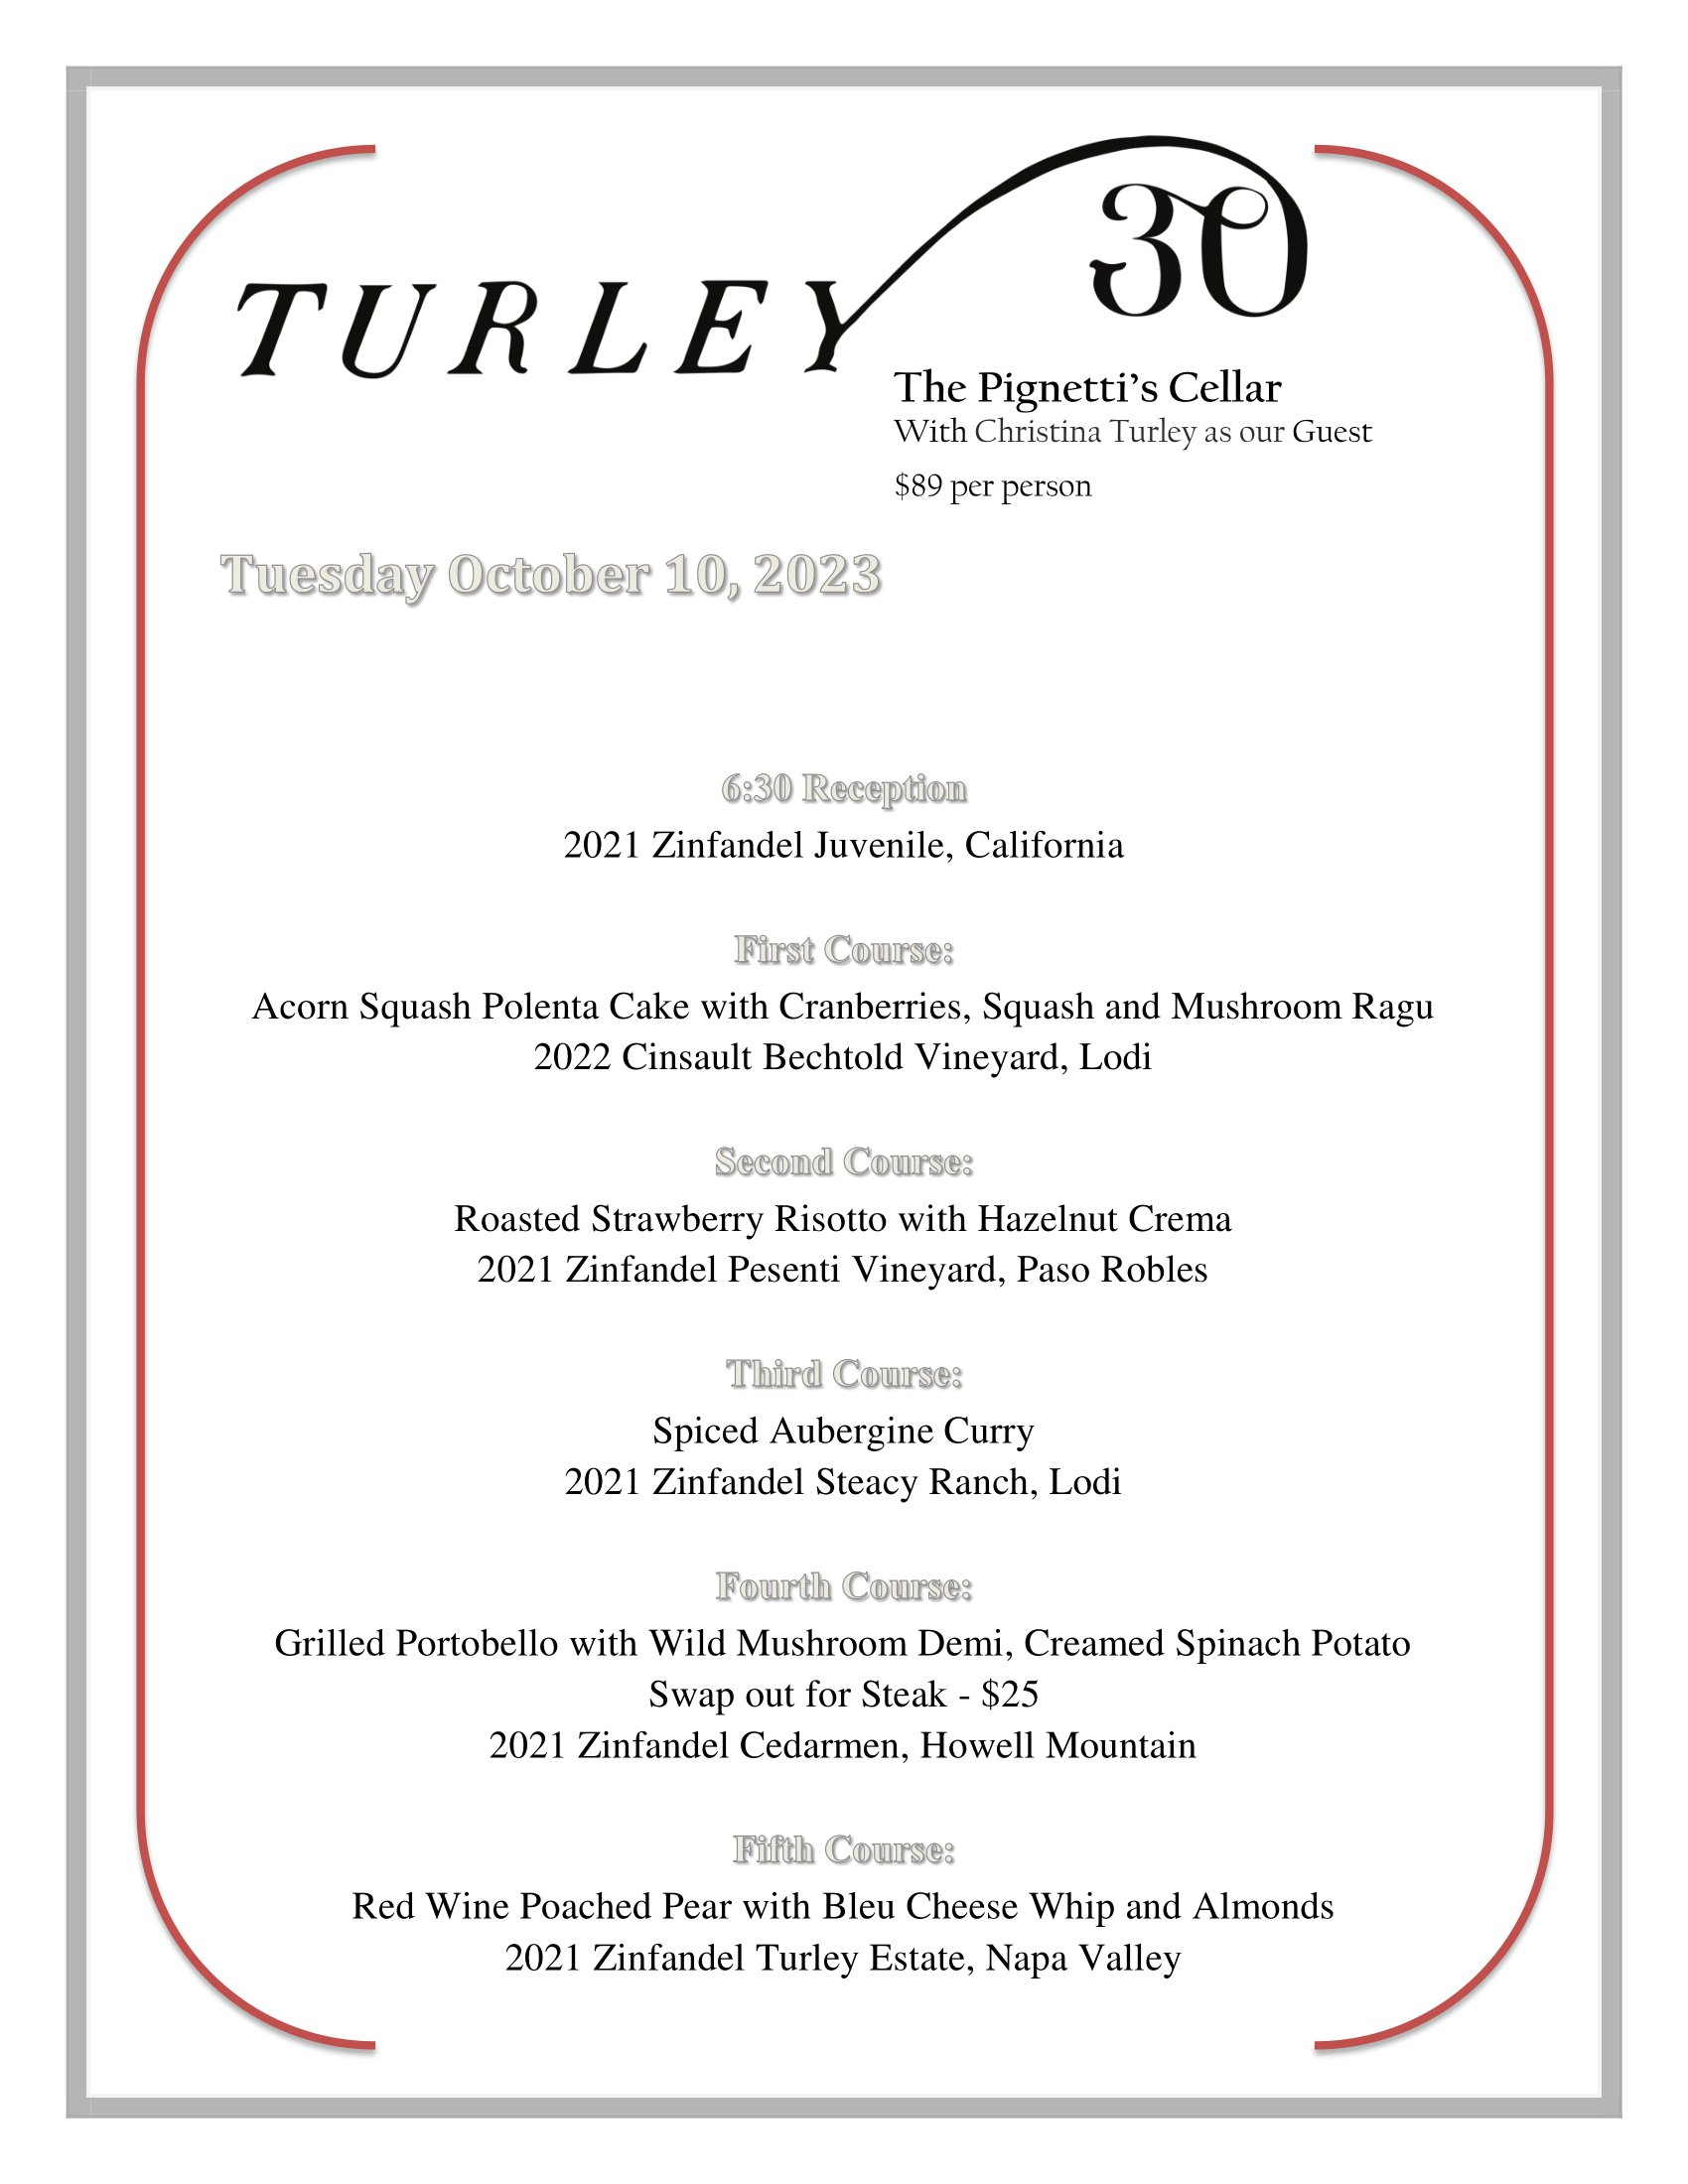 TURLEY 30
The Pignetti’s Cellar
With Christina Turley as our Guest
$89 per person
Tuesday October 10, 2023
6:30 Reception
2021 Zinfandel Juvenile, California
First Course:
Acorn Squash Polenta Cake with Cranberries, Squash and Mushroom Ragu
2022 Cinsault Bechtold Vineyard, Lodi
Second Course:
Roasted Strawberry Risotto with Hazelnut Crema
2021 Zinfandel Pesenti Vineyard, Paso Robles
Third Course:
Spiced Aubergine Curry
2021 Zinfandel Steacy Ranch, Lodi
Fourth Course:
Grilled Portobello with Wild Mushroom Demi, Creamed Spinach Potato
Swap out for Steak - $25
2021 Zinfandel Cedarmen, Howell Mountain
Fifth Course:
Red Wine Poached Pear with Bleu Cheese Whip and Almonds
2021 Zinfandel Turley Estate, Napa Valley